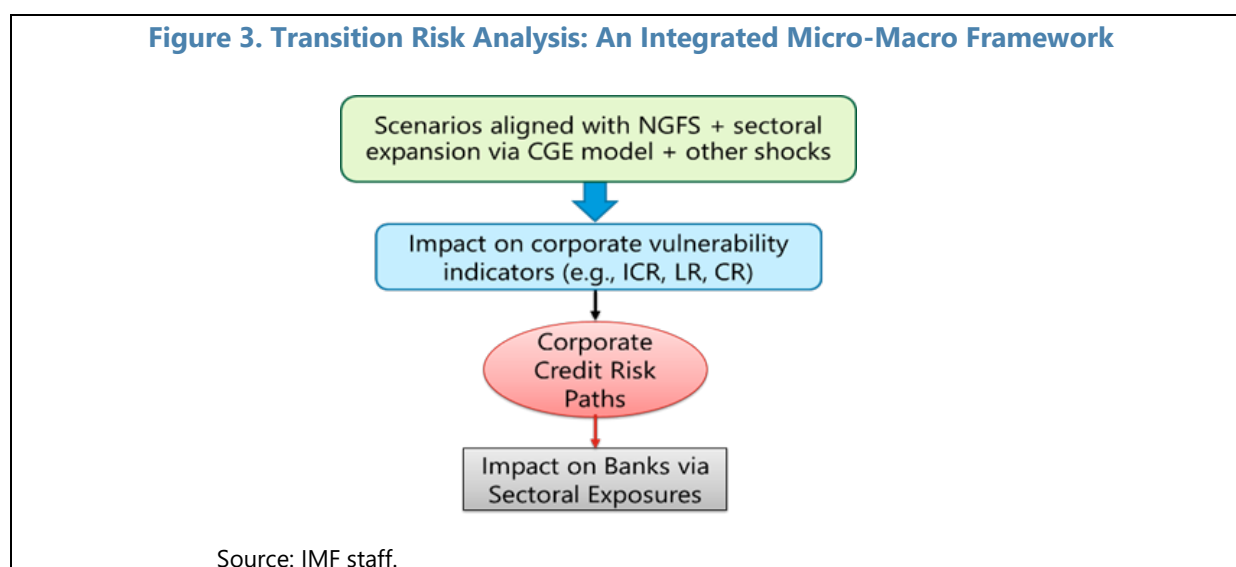 Figure 3. Transition Risk Analysis: An Integrated Micro-Macro Framework
Scenarios aligned with NGFS + sectoral
expansion via CGE model + other shocks
Impact on corporate vulnerability
indicators (e.g., ICR, LR, CR)
Corporate
Credit Risk
Paths
Impact on Banks via
Sectoral Exposures
Source: IMF staff.